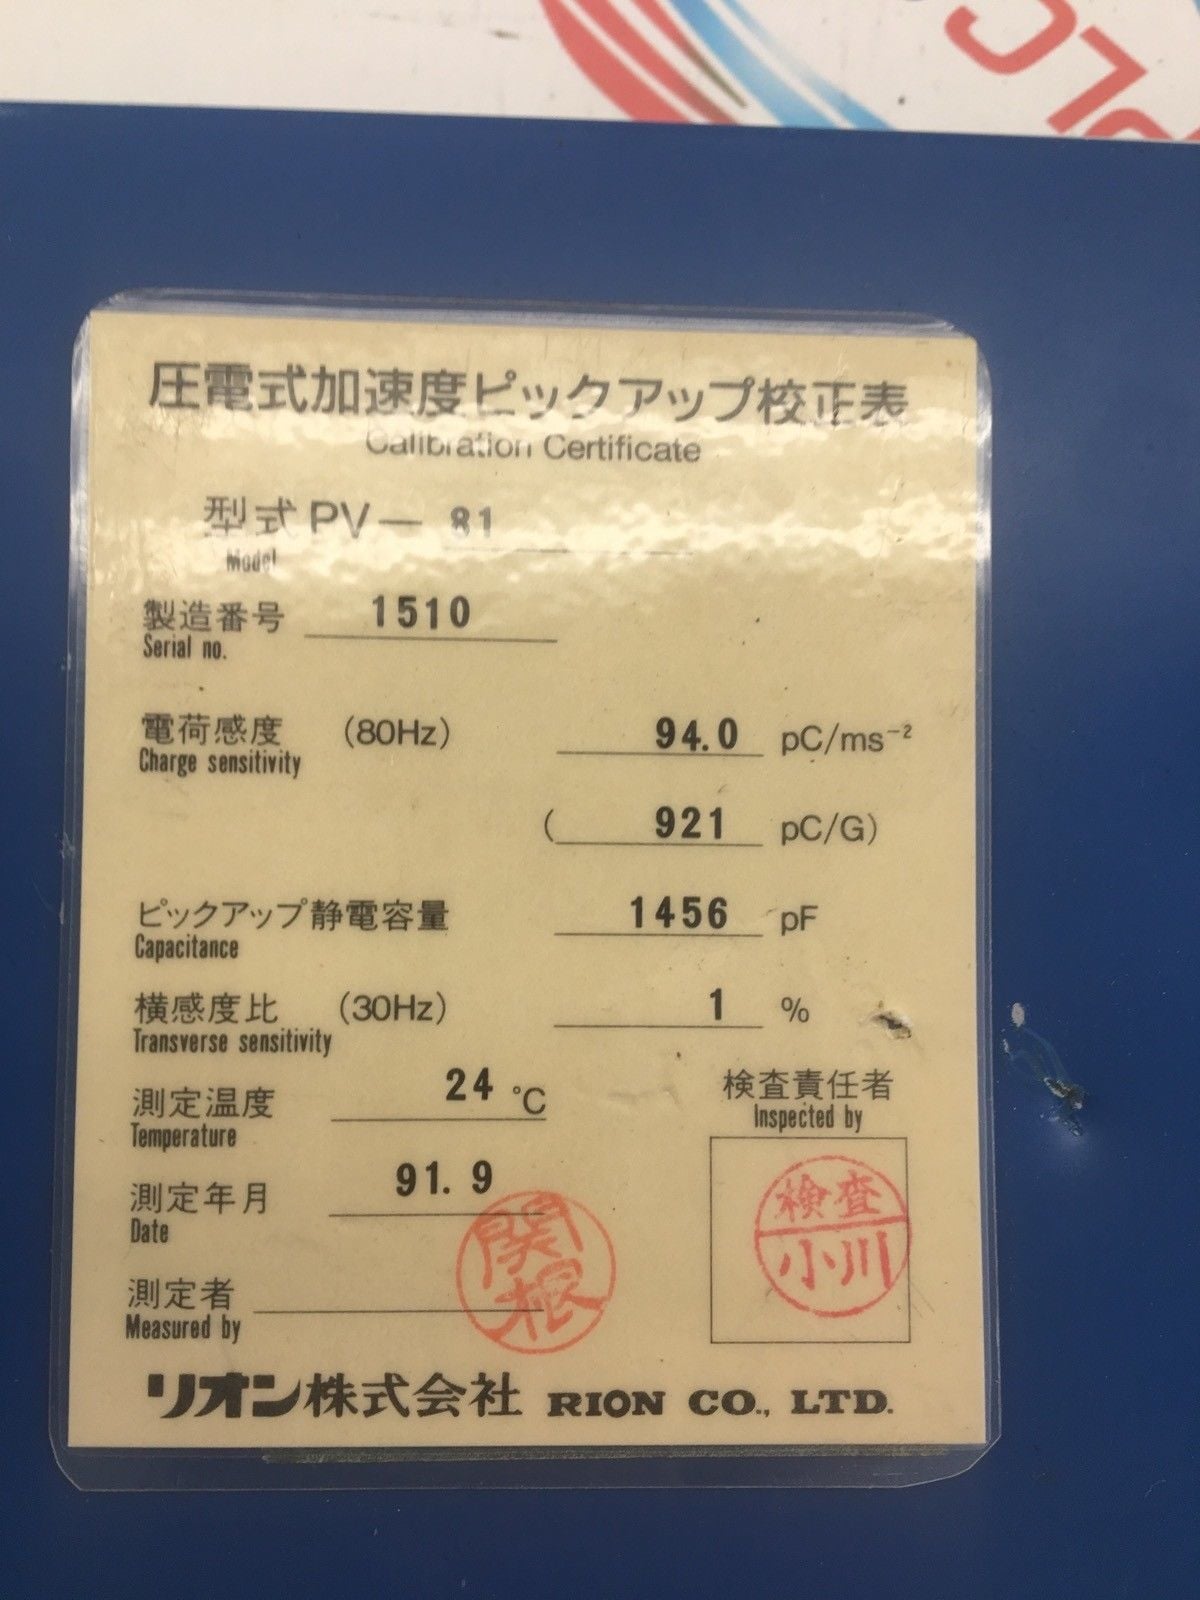 圧電式加速度ピックアップ校正表
Calibration Certificate
型式 PV— 81
Model
製造番号 1510
Serial no.
電荷感度 (80Hz) 94.0 pC/ms⁻²
Charge sensitivity
( 921 pC/G)
ピックアップ静電容量 1456 pF
Capacitance
横感度比 (30Hz) 1 %
Transverse sensitivity
測定温度 24 °C
Temperature
検査責任者
Inspected by
検査
小川
測定年月 91. 9
Date
測定者 関根
Measured by
リオン株式会社 RION CO., LTD.